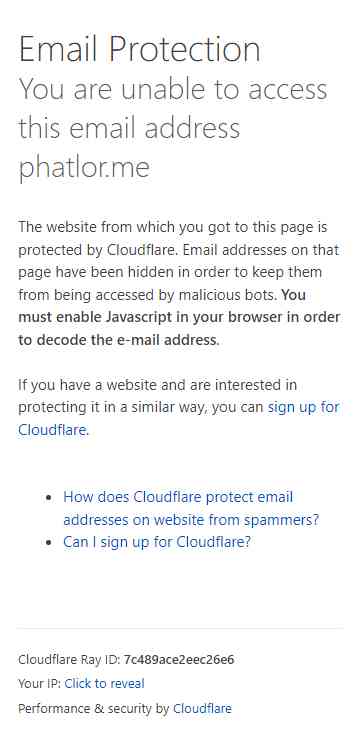 Email Protection
You are unable to access
this email address
phatlor.me
The website from which you got to this page is
protected by Cloudflare. Email addresses on that
page have been hidden in order to keep them
from being accessed by malicious bots. You
must enable Javascript in your browser in order
to decode the e-mail address.
If you have a website and are interested in
protecting it in a similar way, you can sign up for
Cloudflare.
• How does Cloudflare protect email
addresses on website from spammers?
• Can I sign up for Cloudflare?
Cloudflare Ray ID: 7c489ace2eec26e6
Your IP: Click to reveal
Performance & security by Cloudflare